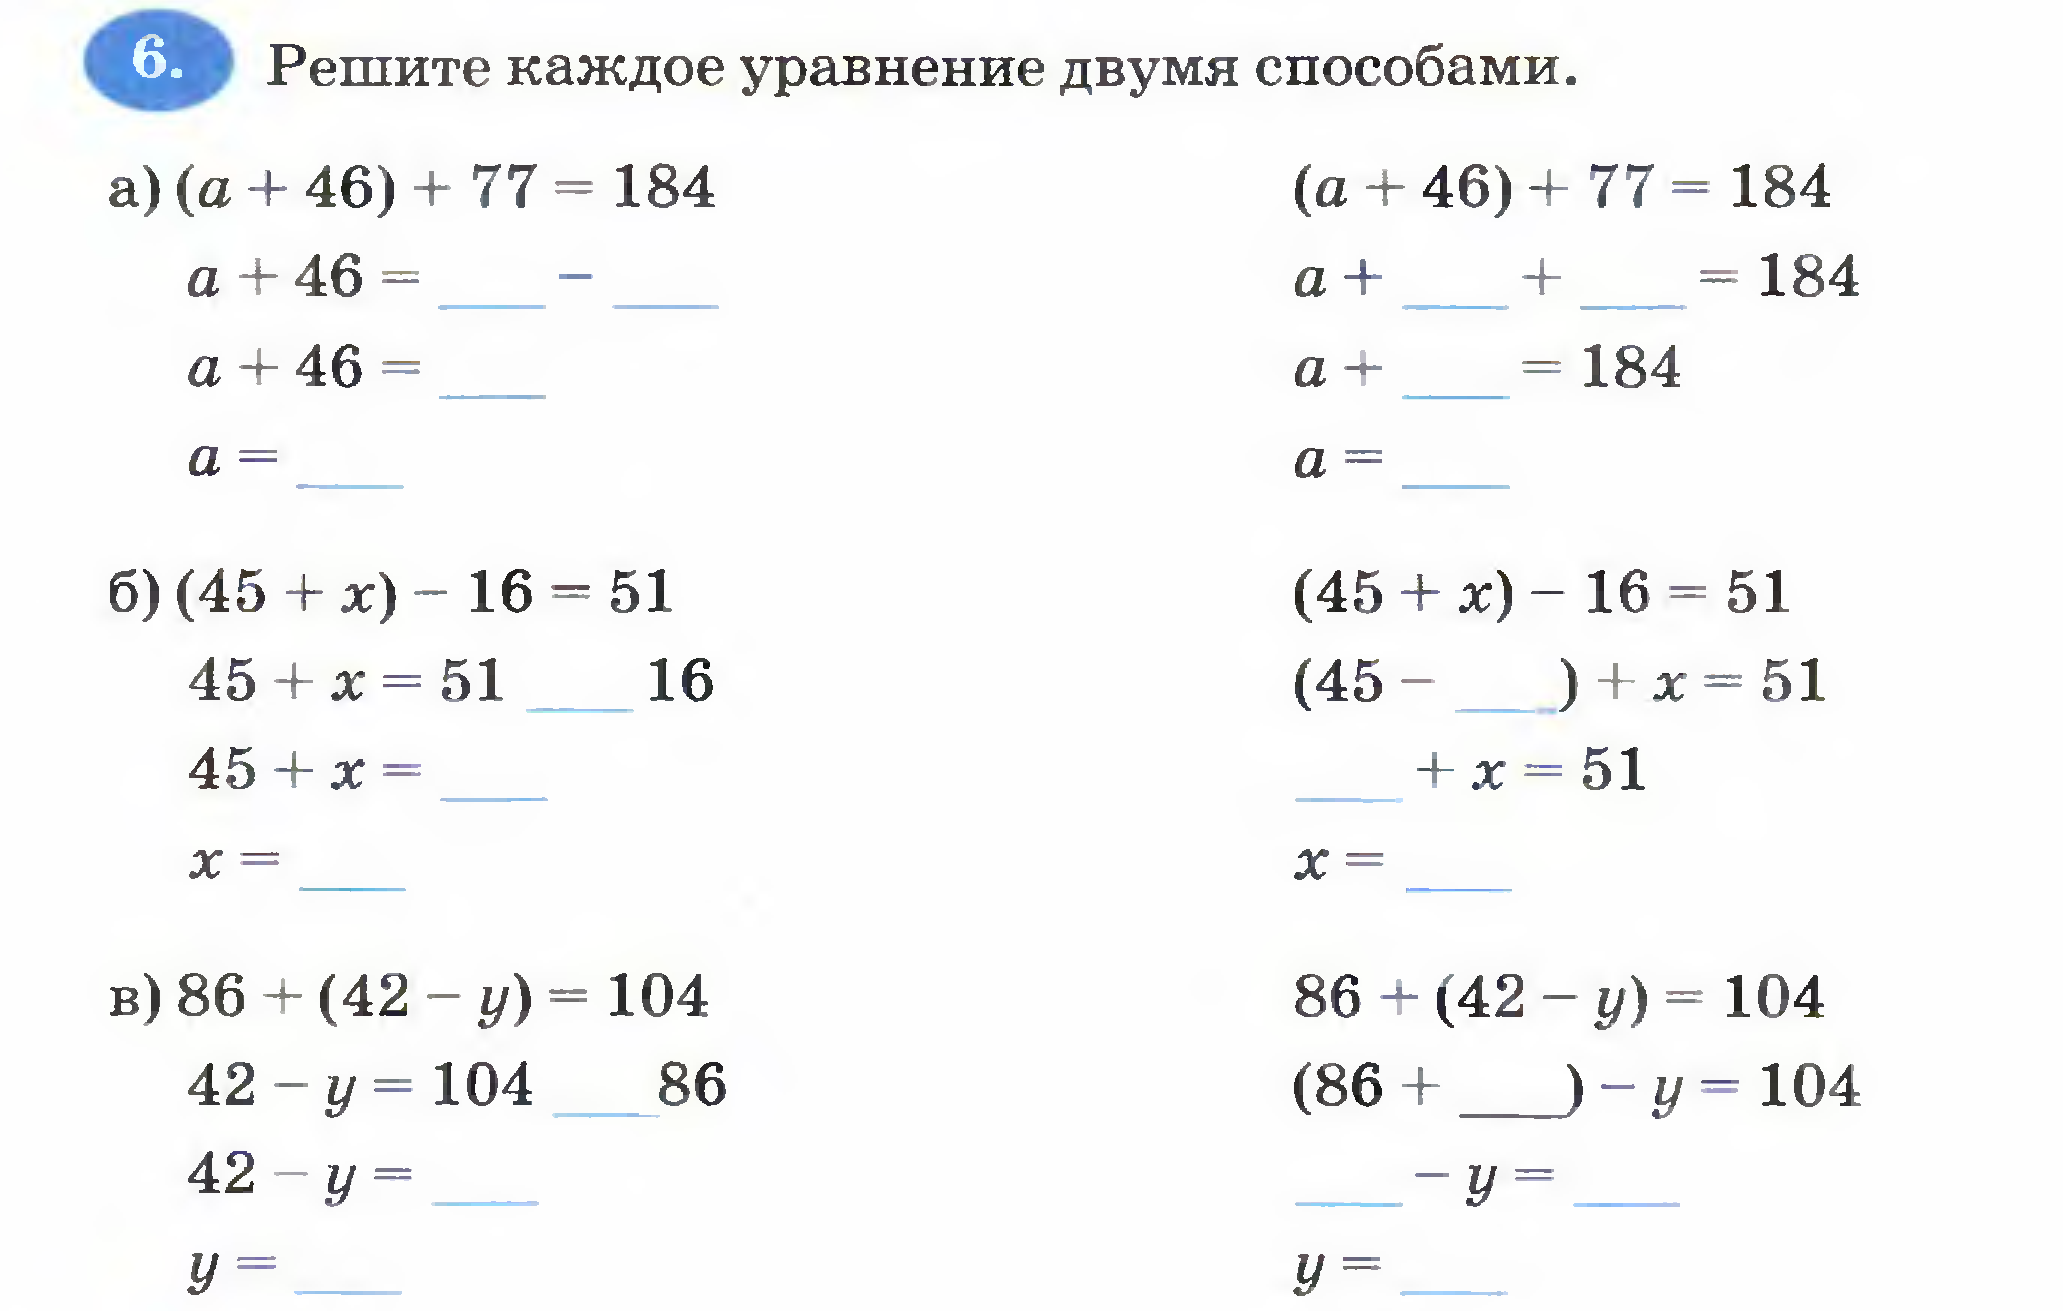 6. Решите каждое уравнение двумя способами.
а) (a + 46) + 77 = 184
a + 46 = ___ – ___
a + 46 = ___
a = ___
(a + 46) + 77 = 184
a + ___ + ___ = 184
a + ___ = 184
a = ___
б) (45 + x) – 16 = 51
45 + x = 51 ___ 16
45 + x = ___
x = ___
(45 + x) – 16 = 51
(45 – ___) + x = 51
___ + x = 51
x = ___
в) 86 + (42 – y) = 104
42 – y = 104 ___ 86
42 – y = ___
y = ___
86 + (42 – y) = 104
(86 + ___) – y = 104
___ – y = ___
y = ___